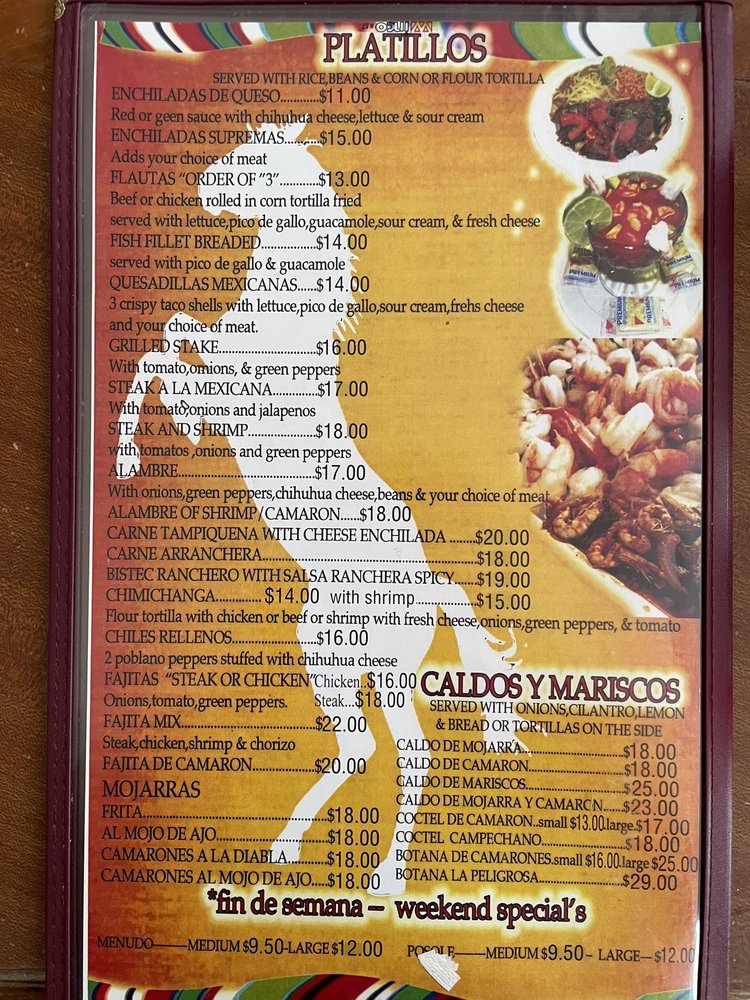 PLATILLOS
SERVED WITH RICE,BEANS & CORN OR FLOUR TORTILLA
ENCHILADAS DE QUESO............$11.00
Red or geen sauce with chihuhua cheese,lettuce & sour cream
ENCHILADAS SUPREMAS..........$15.00
Adds your choice of meat
FLAUTAS "ORDER OF "3"............$13.00
Beef or chicken rolled in corn tortilla fried
served with lettuce,pico de gallo,guacamole,sour cream, & fresh cheese
FISH FILLET BREADED.................$14.00
served with pico de gallo & guacamole
QUESADILLAS MEXICANAS......$14.00
3 crispy taco shells with lettuce,pico de gallo,sour cream,frehs cheese
and your choice of meat.
GRILLED STAKE..............................$16.00
With tomato,omions, & green peppers
STEAK A LA MEXICANA..............$17.00
With tomato,onions and jalapenos
STEAK AND SHRIMP....................$18.00
with,tomatos ,onions and green peppers
ALAMBRE..........................................$17.00
With onions,green peppers,chihuhua cheese,beans & your choice of meat
ALAMBRE OF SHRIMP/CAMARON......$18.00
CARNE TAMPIQUENA WITH CHEESE ENCHILADA ........$20.00
CARNE ARRANCHERA..................................................$18.00
BISTEC RANCHERO WITH SALSA RANCHERA SPICY......$19.00
CHIMICHANGA............. $14.00 with shrimp..................$15.00
Flour tortilla with chicken or beef or shrimp with fresh cheese,onions,green peppers, & tomato
CHILES RELLENOS..........................$16.00
2 poblano peppers stuffed with chihuhua cheese
FAJITAS "STEAK OR CHICKEN"Chicken..$16.00
Onions,tomato,green peppers. Steak...$18.00
FAJITA MIX..................................................$22.00
Steak,chicken,shrimp & chorizo
FAJITA DE CAMARON...................$20.00
MOJARRAS
FRITA..........................................................$18.00
AL MOJO DE AJO..................................$18.00
CAMARONES A LA DIABLA............$18.00
CAMARONES AL MOJO DE AJO.....$18.00
CALDOS Y MARISCOS
SERVED WITH ONIONS,CILANTRO,LEMON
& BREAD OR TORTILLAS ON THE SIDE
CALDO DE MOJARRA...............................$18.00
CALDO DE CAMARON.............................$18.00
CALDO DE MARISCOS..............................$25.00
CALDO DE MOJARRA Y CAMARON......$23.00
COCTEL DE CAMARON..small $13.00.large.$17.00
COCTEL CAMPECHANO..........................$18.00
BOTANA DE CAMARONES.small $16.00.large $25.00
BOTANA LA PELIGROSA..........................$29.00
*fin de semana – weekend special's
MENUDO———MEDIUM $9.50-LARGE $12.00
POSOLE———MEDIUM $9.50 – LARGE—$12.00
PREMIUM
PREMIUM
PREMIUM
PREMIUM